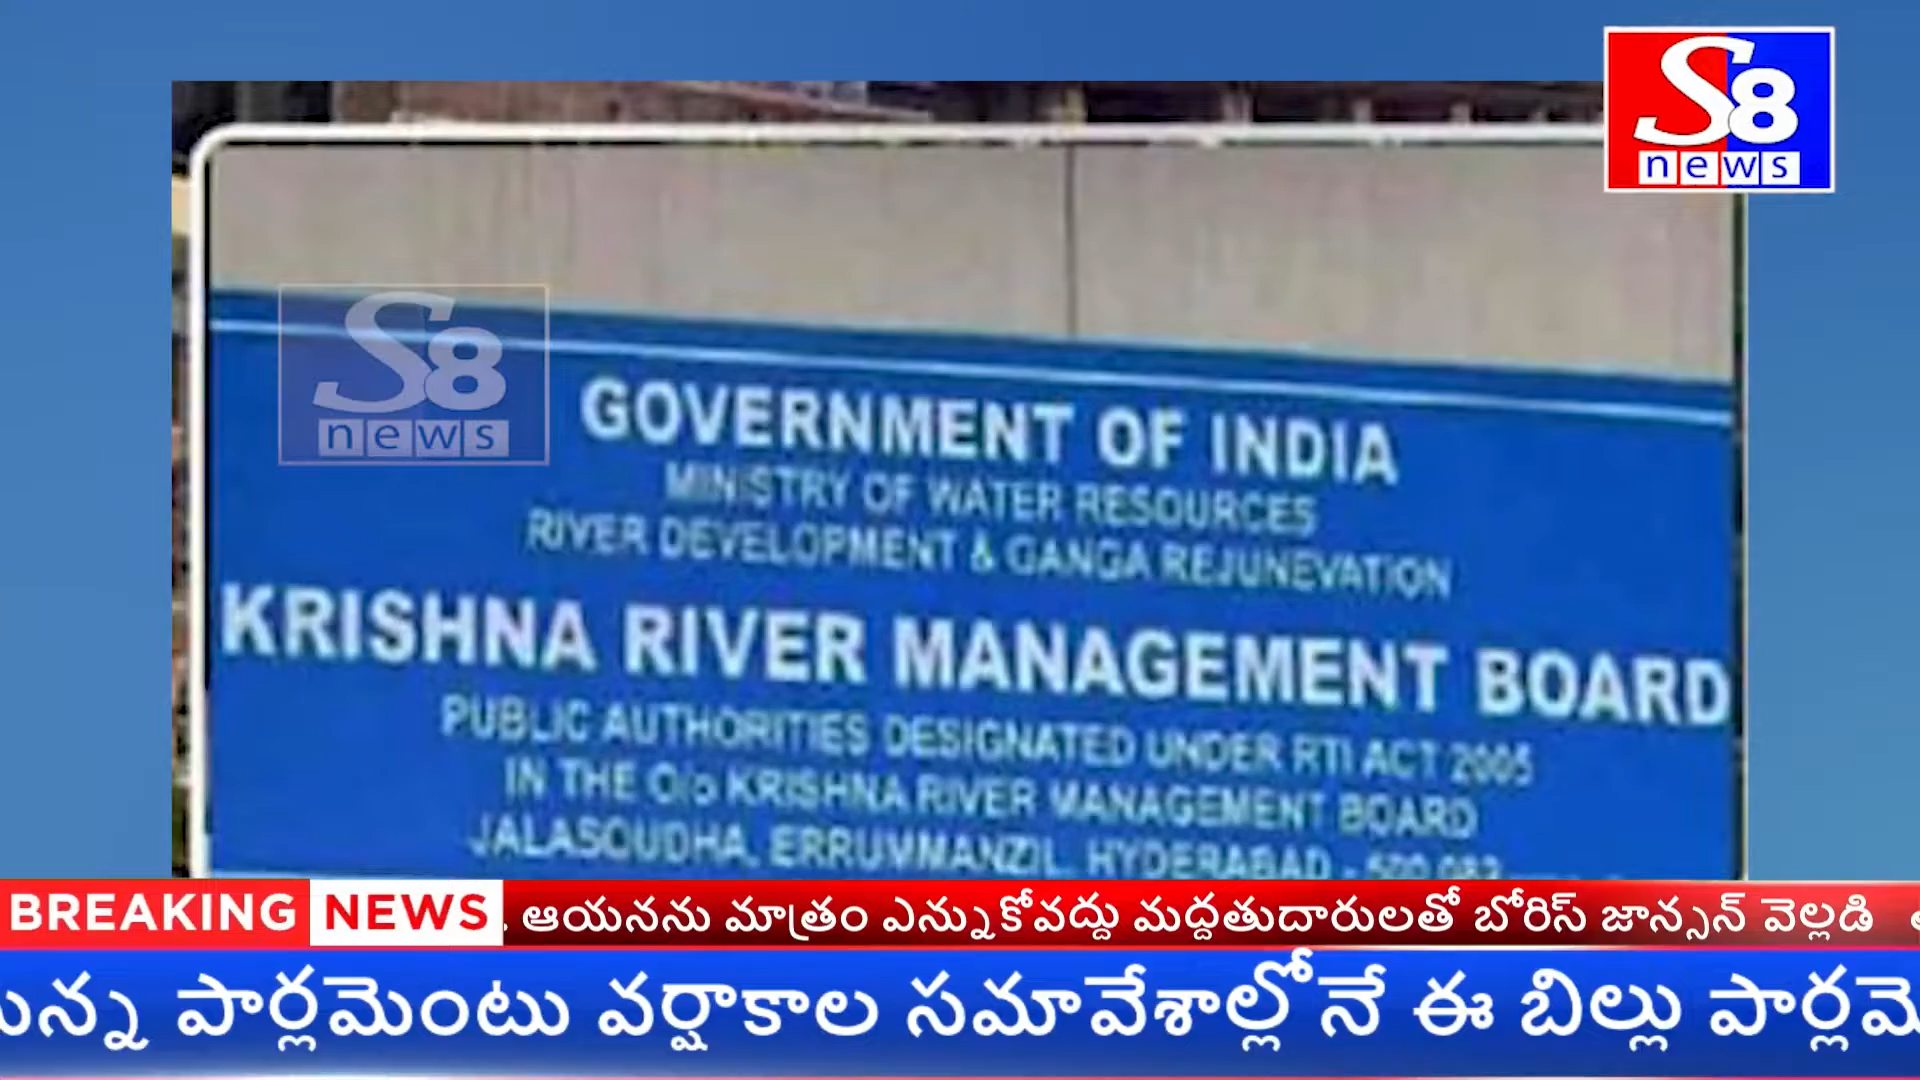 S8
news
S8
news
GOVERNMENT OF INDIA
MINISTRY OF WATER RESOURCES
RIVER DEVELOPMENT & GANGA REJUNEVATION
KRISHNA RIVER MANAGEMENT BOARD
PUBLIC AUTHORITIES DESIGNATED UNDER RTI ACT 2005
IN THE O/o KRISHNA RIVER MANAGEMENT BOARD
JALASOUDHA, ERRUMMANZIL, HYDERABAD - 500 082
BREAKING NEWS . ఆయనను మాత్రం ఎన్నుకోవద్దు మద్దతుదారులతో బోరిస్ జాన్సన్ వెల్లడి
పార్లమెంటు వర్షాకాల సమావేశాల్లోనే ఈ బిల్లు